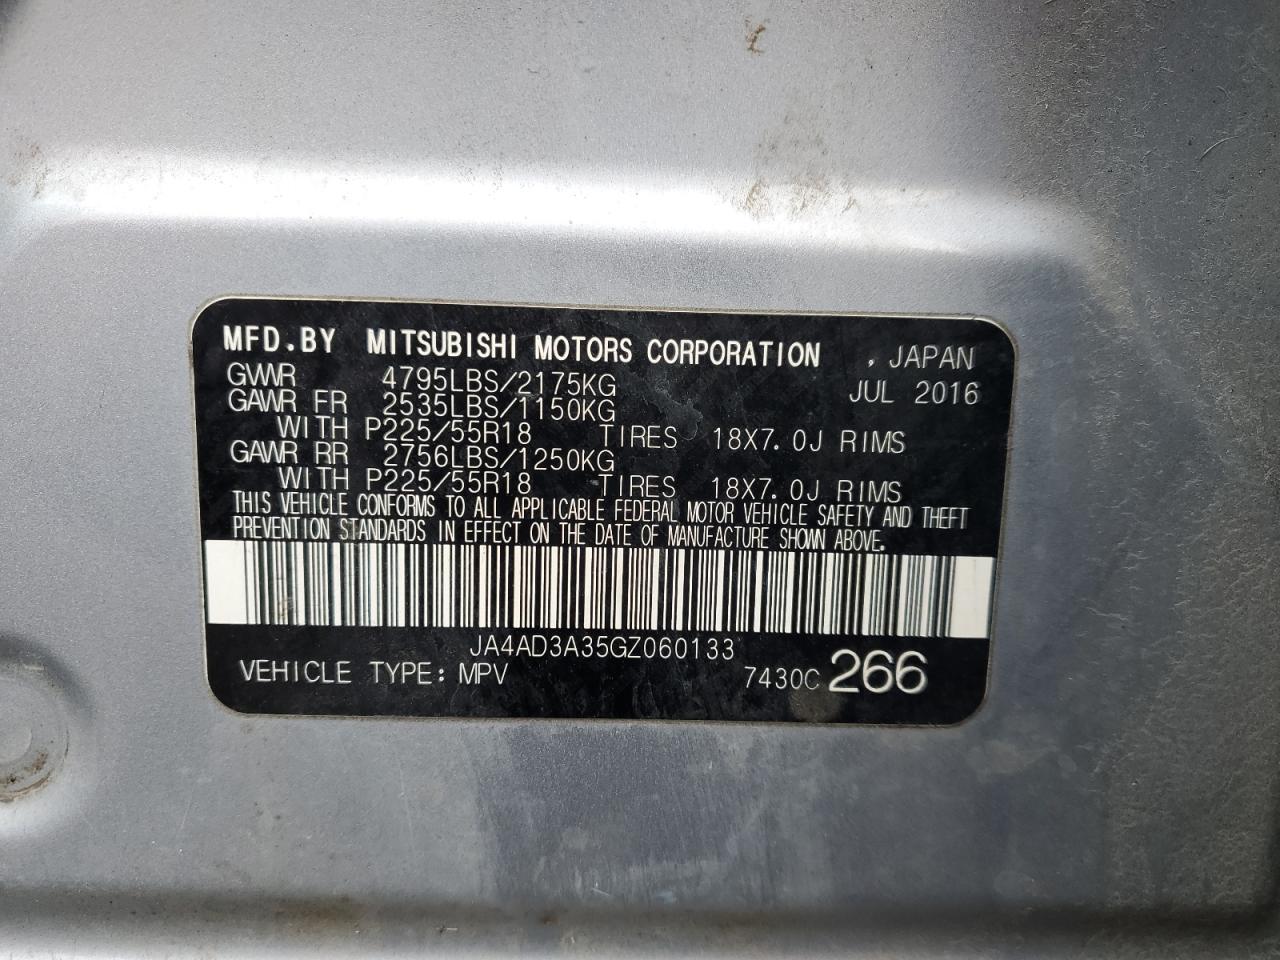 MFD.BY MITSUBISHI MOTORS CORPORATION , JAPAN
GVWR 4795LBS/2175KG JUL 2016
GAWR FR 2535LBS/1150KG
WITH P225/55R18 TIRES 18X7.0J RIMS
GAWR RR 2756LBS/1250KG
WITH P225/55R18 TIRES 18X7.0J RIMS
THIS VEHICLE CONFORMS TO ALL APPLICABLE FEDERAL MOTOR VEHICLE SAFETY AND THEFT
PREVENTION STANDARDS IN EFFECT ON THE DATE OF MANUFACTURE SHOWN ABOVE.
JA4AD3A35GZ060133
VEHICLE TYPE: MPV 7430C 266